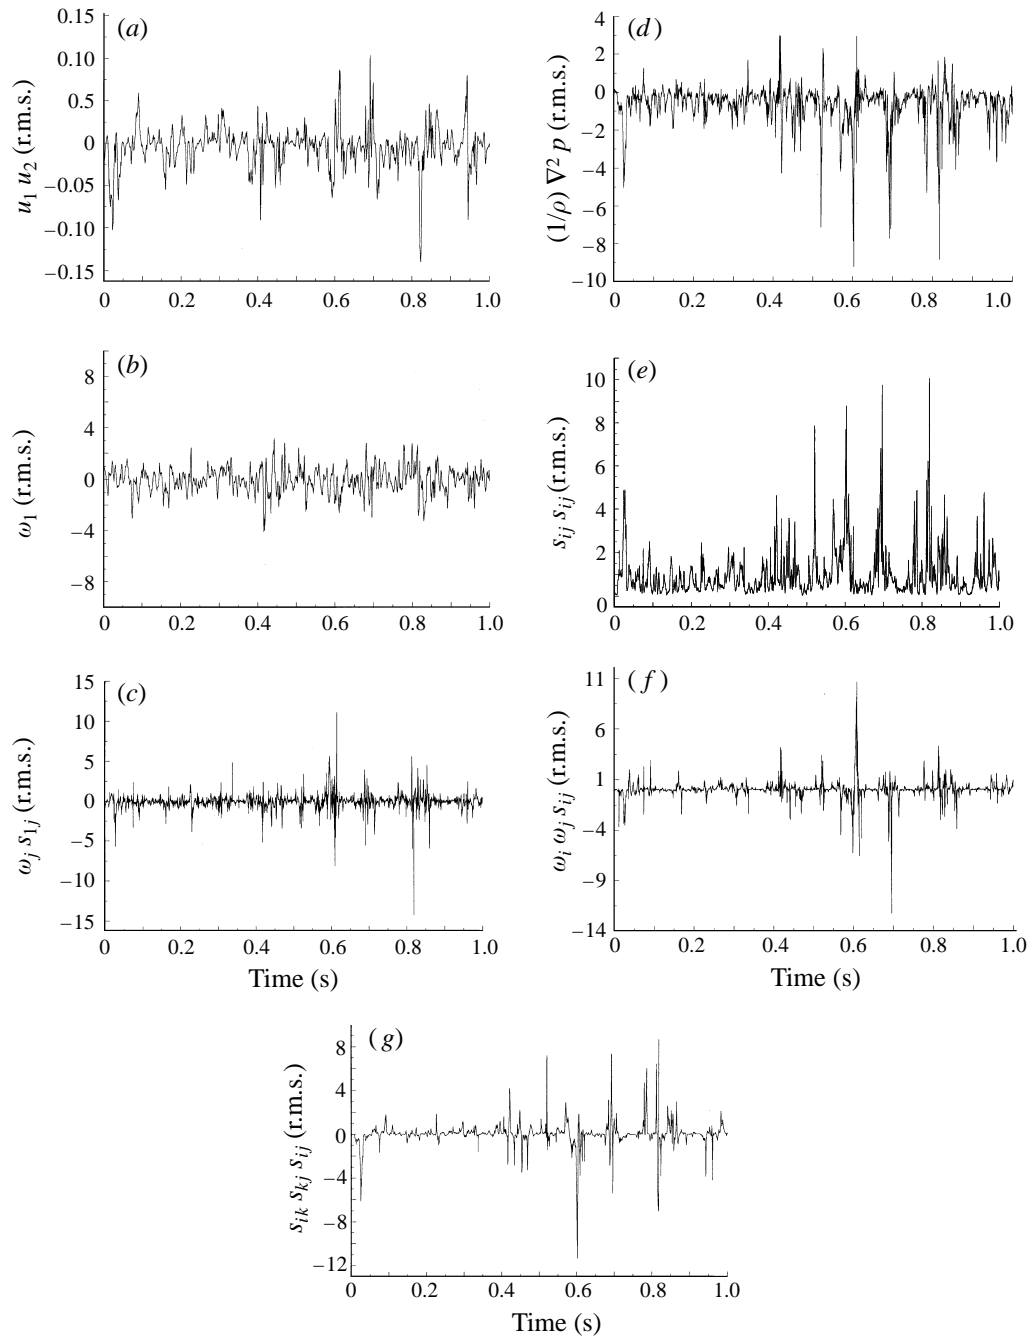 (a)
u1 u2 (r.m.s.)
0.15
0.10
0.5
0
−0.05
−0.10
−0.15
0 0.2 0.4 0.6 0.8 1.0
(d)
(1/ρ) ∇2 p (r.m.s.)
4
2
0
−2
−4
−6
−8
−10
0 0.2 0.4 0.6 0.8 1.0
(b)
ω1 (r.m.s.)
8
4
0
−4
−8
0 0.2 0.4 0.6 0.8 1.0
(e)
sij sij (r.m.s.)
10
8
6
4
2
0
0 0.2 0.4 0.6 0.8 1.0
(c)
ωj s1j (r.m.s.)
15
10
5
0
−5
−10
−15
0 0.2 0.4 0.6 0.8 1.0
Time (s)
(f)
ωi ωj sij (r.m.s.)
11
6
1
−4
−9
−14
0 0.2 0.4 0.6 0.8 1.0
Time (s)
(g)
sik skj sij (r.m.s.)
8
4
0
−4
−8
−12
0 0.2 0.4 0.6 0.8 1.0
Time (s)